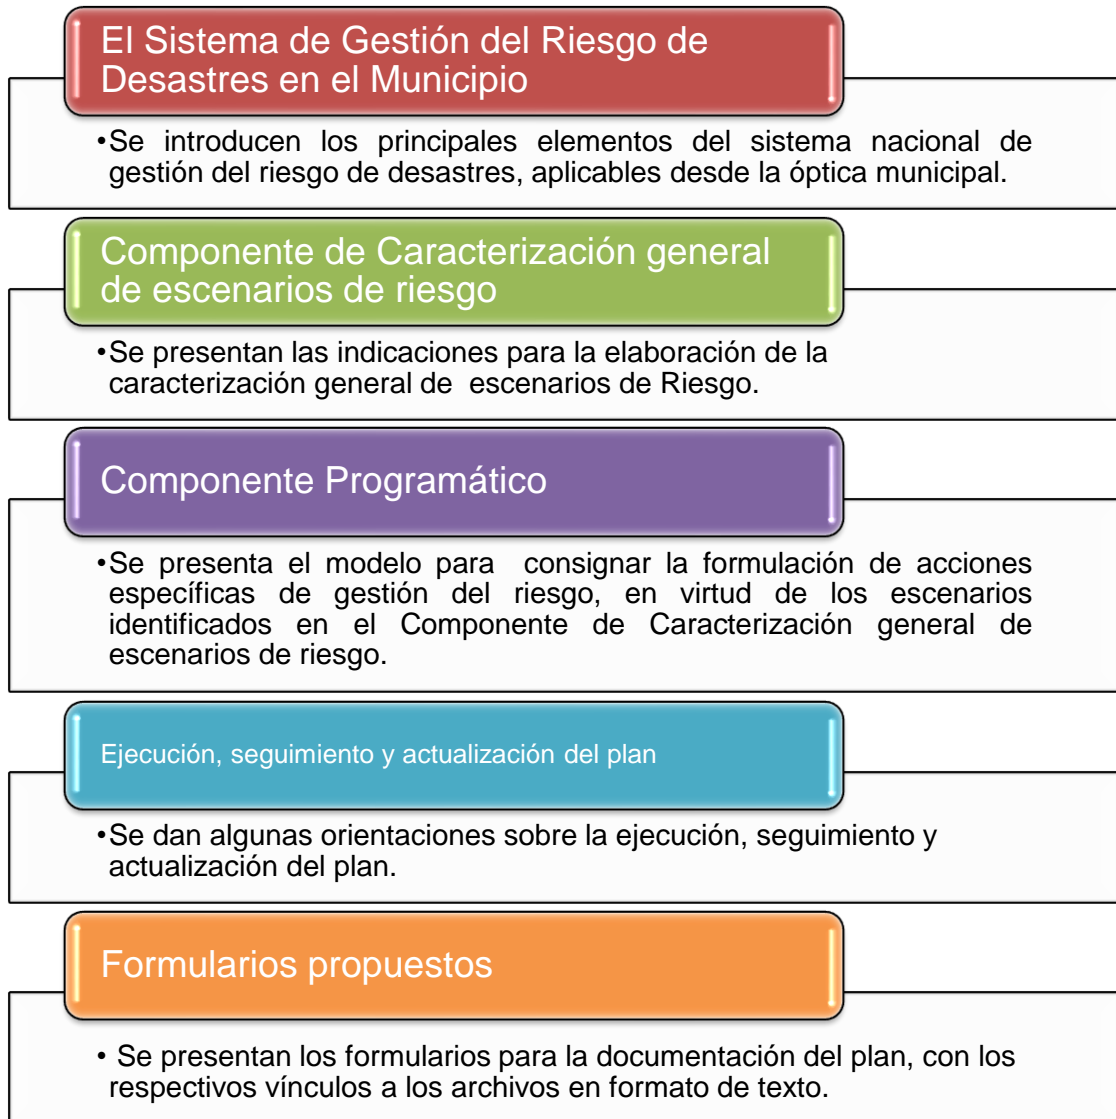 El Sistema de Gestión del Riesgo de
Desastres en el Municipio
•Se introducen los principales elementos del sistema nacional de
gestión del riesgo de desastres, aplicables desde la óptica municipal.
Componente de Caracterización general
de escenarios de riesgo
•Se presentan las indicaciones para la elaboración de la
caracterización general de escenarios de Riesgo.
Componente Programático
•Se presenta el modelo para consignar la formulación de acciones
específicas de gestión del riesgo, en virtud de los escenarios
identificados en el Componente de Caracterización general de
escenarios de riesgo.
Ejecución, seguimiento y actualización del plan
•Se dan algunas orientaciones sobre la ejecución, seguimiento y
actualización del plan.
Formularios propuestos
• Se presentan los formularios para la documentación del plan, con los
respectivos vínculos a los archivos en formato de texto.